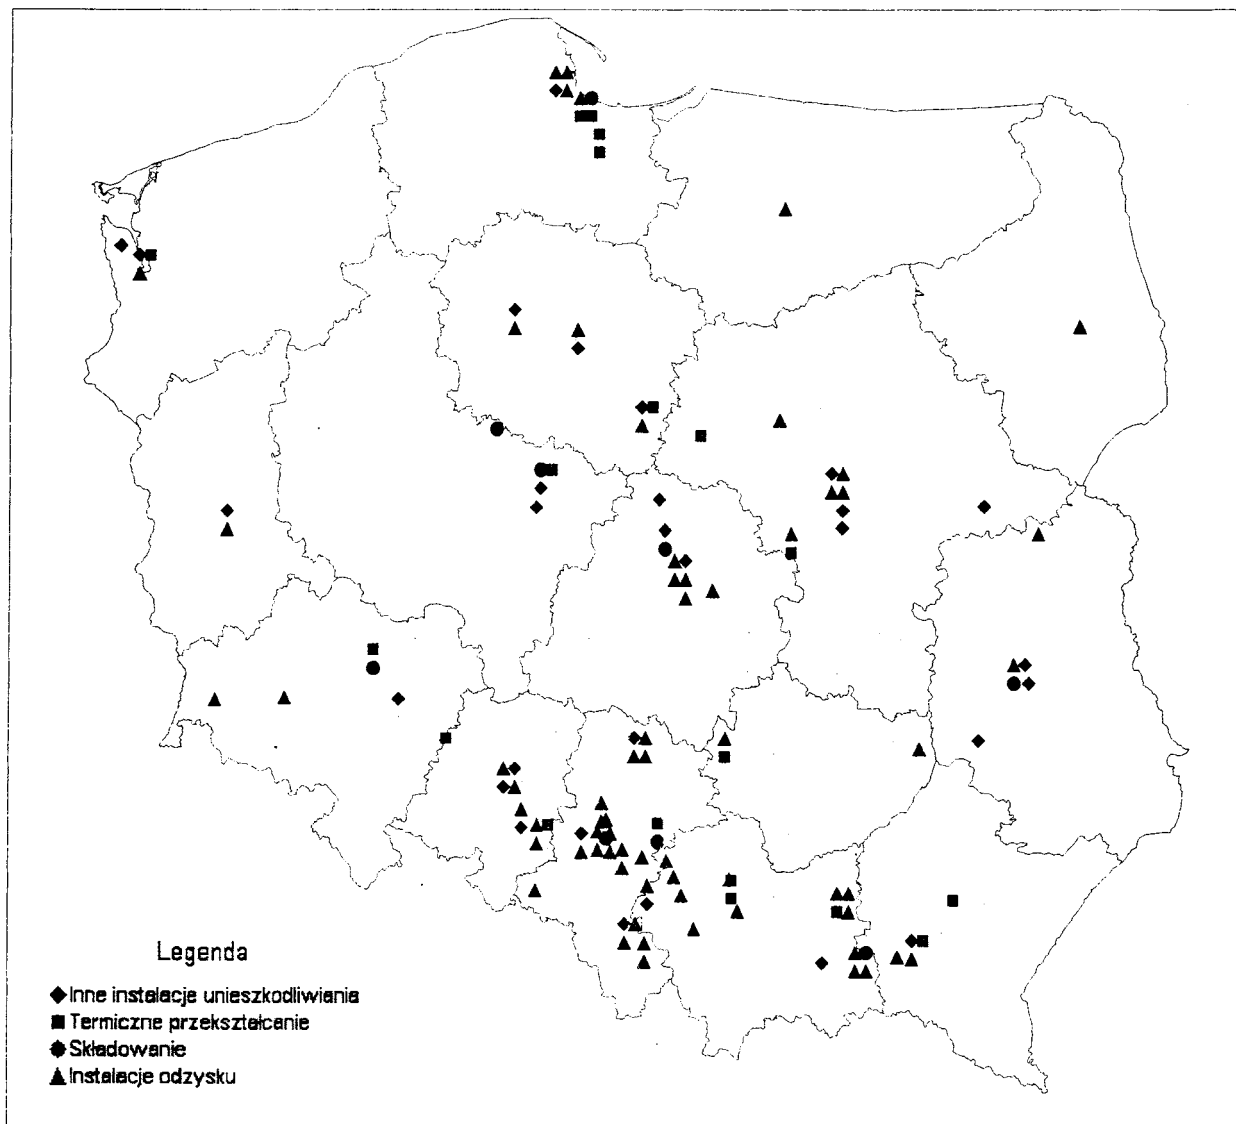 Legenda
Inne instalacje unieszkodliwiania
Termiczne przekształcanie
Składowanie
Instalacje odzysku